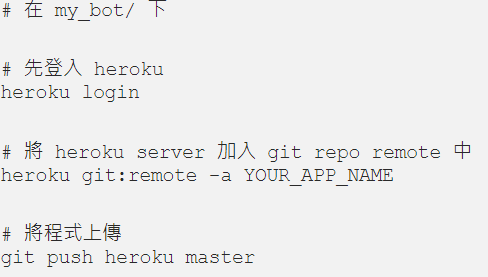 # 在 my_bot/ 下
# 先登入 heroku
heroku login
# 將 heroku server 加入 git repo remote 中
heroku git:remote -a YOUR_APP_NAME
# 將程式上傳
git push heroku master